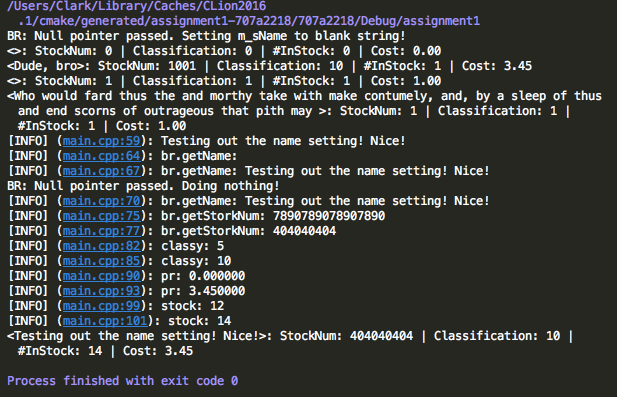 /Users/Clark/Library/Caches/CLion2016
.1/cmake/generated/assignment1-707a2218/707a2218/Debug/assignment1
BR: Null pointer passed. Setting m_sName to blank string!
<>: StockNum: 0 | Classification: 0 | #InStock: 0 | Cost: 0.00
<Dude, bro>: StockNum: 1001 | Classification: 10 | #InStock: 1 | Cost: 3.45
<>: StockNum: 1 | Classification: 1 | #InStock: 1 | Cost: 1.00
<Who would fard thus the and morthy take with make contumely, and, by a sleep of thus
and end scorns of outrageous that pith may >: StockNum: 1 | Classification: 1 |
#InStock: 1 | Cost: 1.00
[INFO] (main.cpp:59): Testing out the name setting! Nice!
[INFO] (main.cpp:64): br.getName:
[INFO] (main.cpp:67): br.getName: Testing out the name setting! Nice!
BR: Null pointer passed. Doing nothing!
[INFO] (main.cpp:70): br.getName: Testing out the name setting! Nice!
[INFO] (main.cpp:75): br.getStorkNum: 7890789078907890
[INFO] (main.cpp:77): br.getStorkNum: 404040404
[INFO] (main.cpp:82): classy: 5
[INFO] (main.cpp:85): classy: 10
[INFO] (main.cpp:90): pr: 0.000000
[INFO] (main.cpp:93): pr: 3.450000
[INFO] (main.cpp:99): stock: 12
[INFO] (main.cpp:101): stock: 14
<Testing out the name setting! Nice!>: StockNum: 404040404 | Classification: 10 |
#InStock: 14 | Cost: 3.45
Process finished with exit code 0